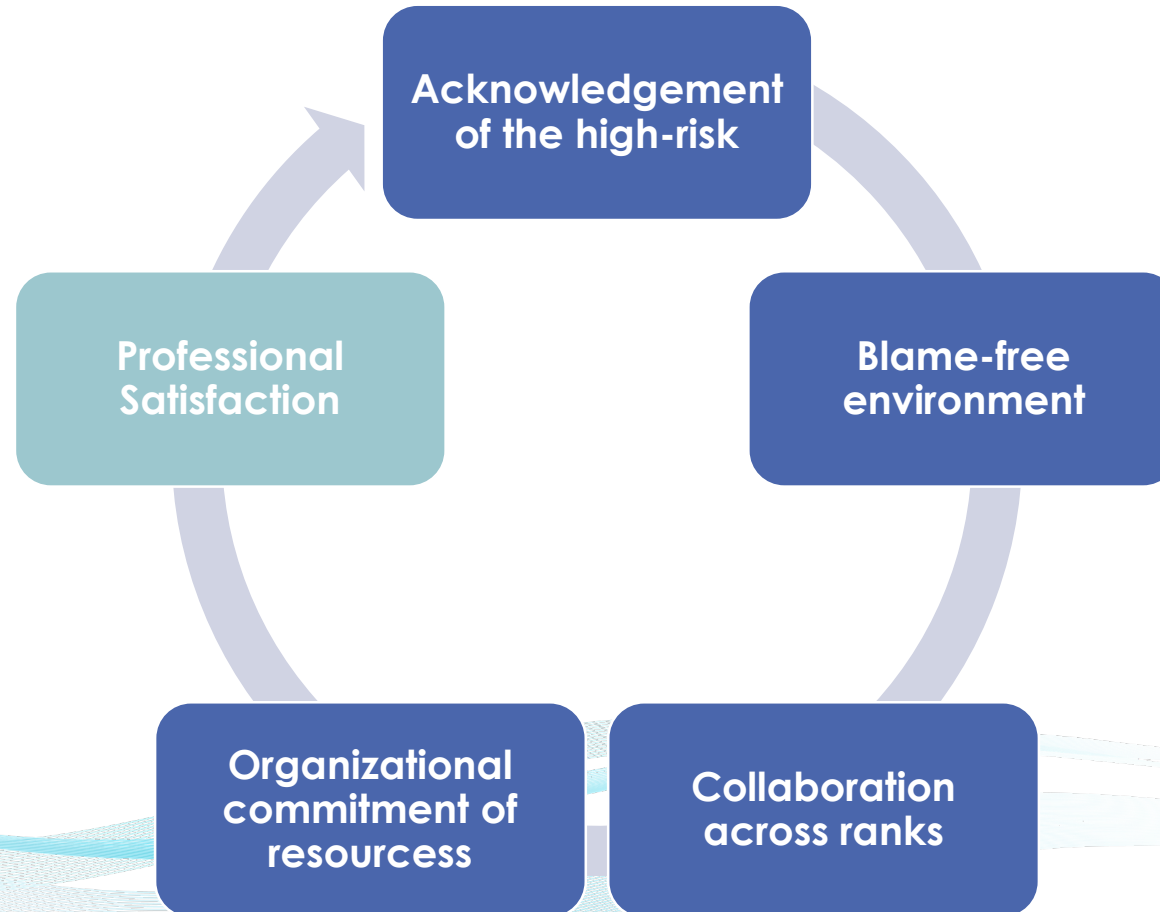 Acknowledgement
of the high-risk
Blame-free
environment
Collaboration
across ranks
Organizational
commitment of
resourcess
Professional
Satisfaction